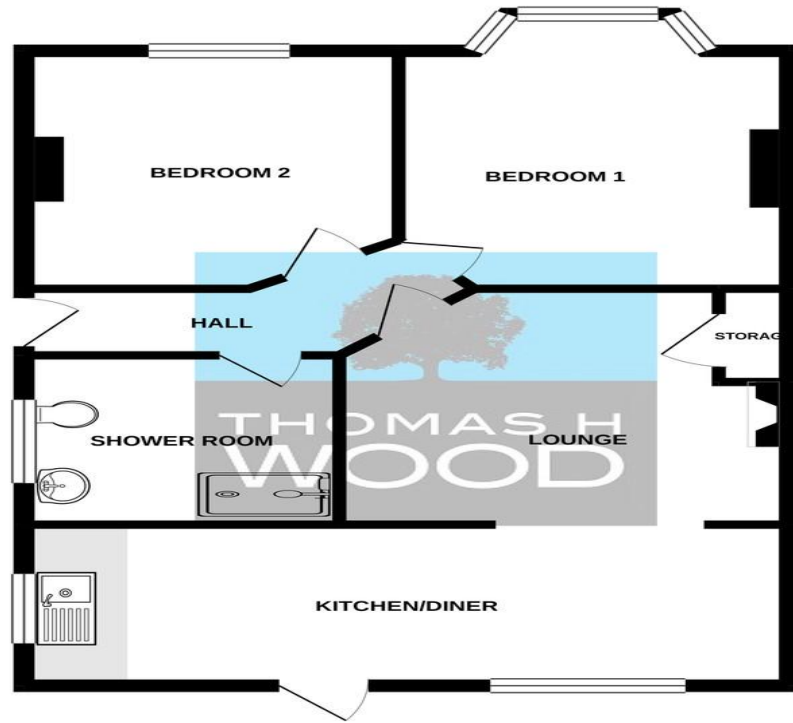 BEDROOM 2
BEDROOM 1
HALL
STORAG
THOMAS H
WOOD
SHOWER ROOM
LOUNGE
KITCHEN/DINER